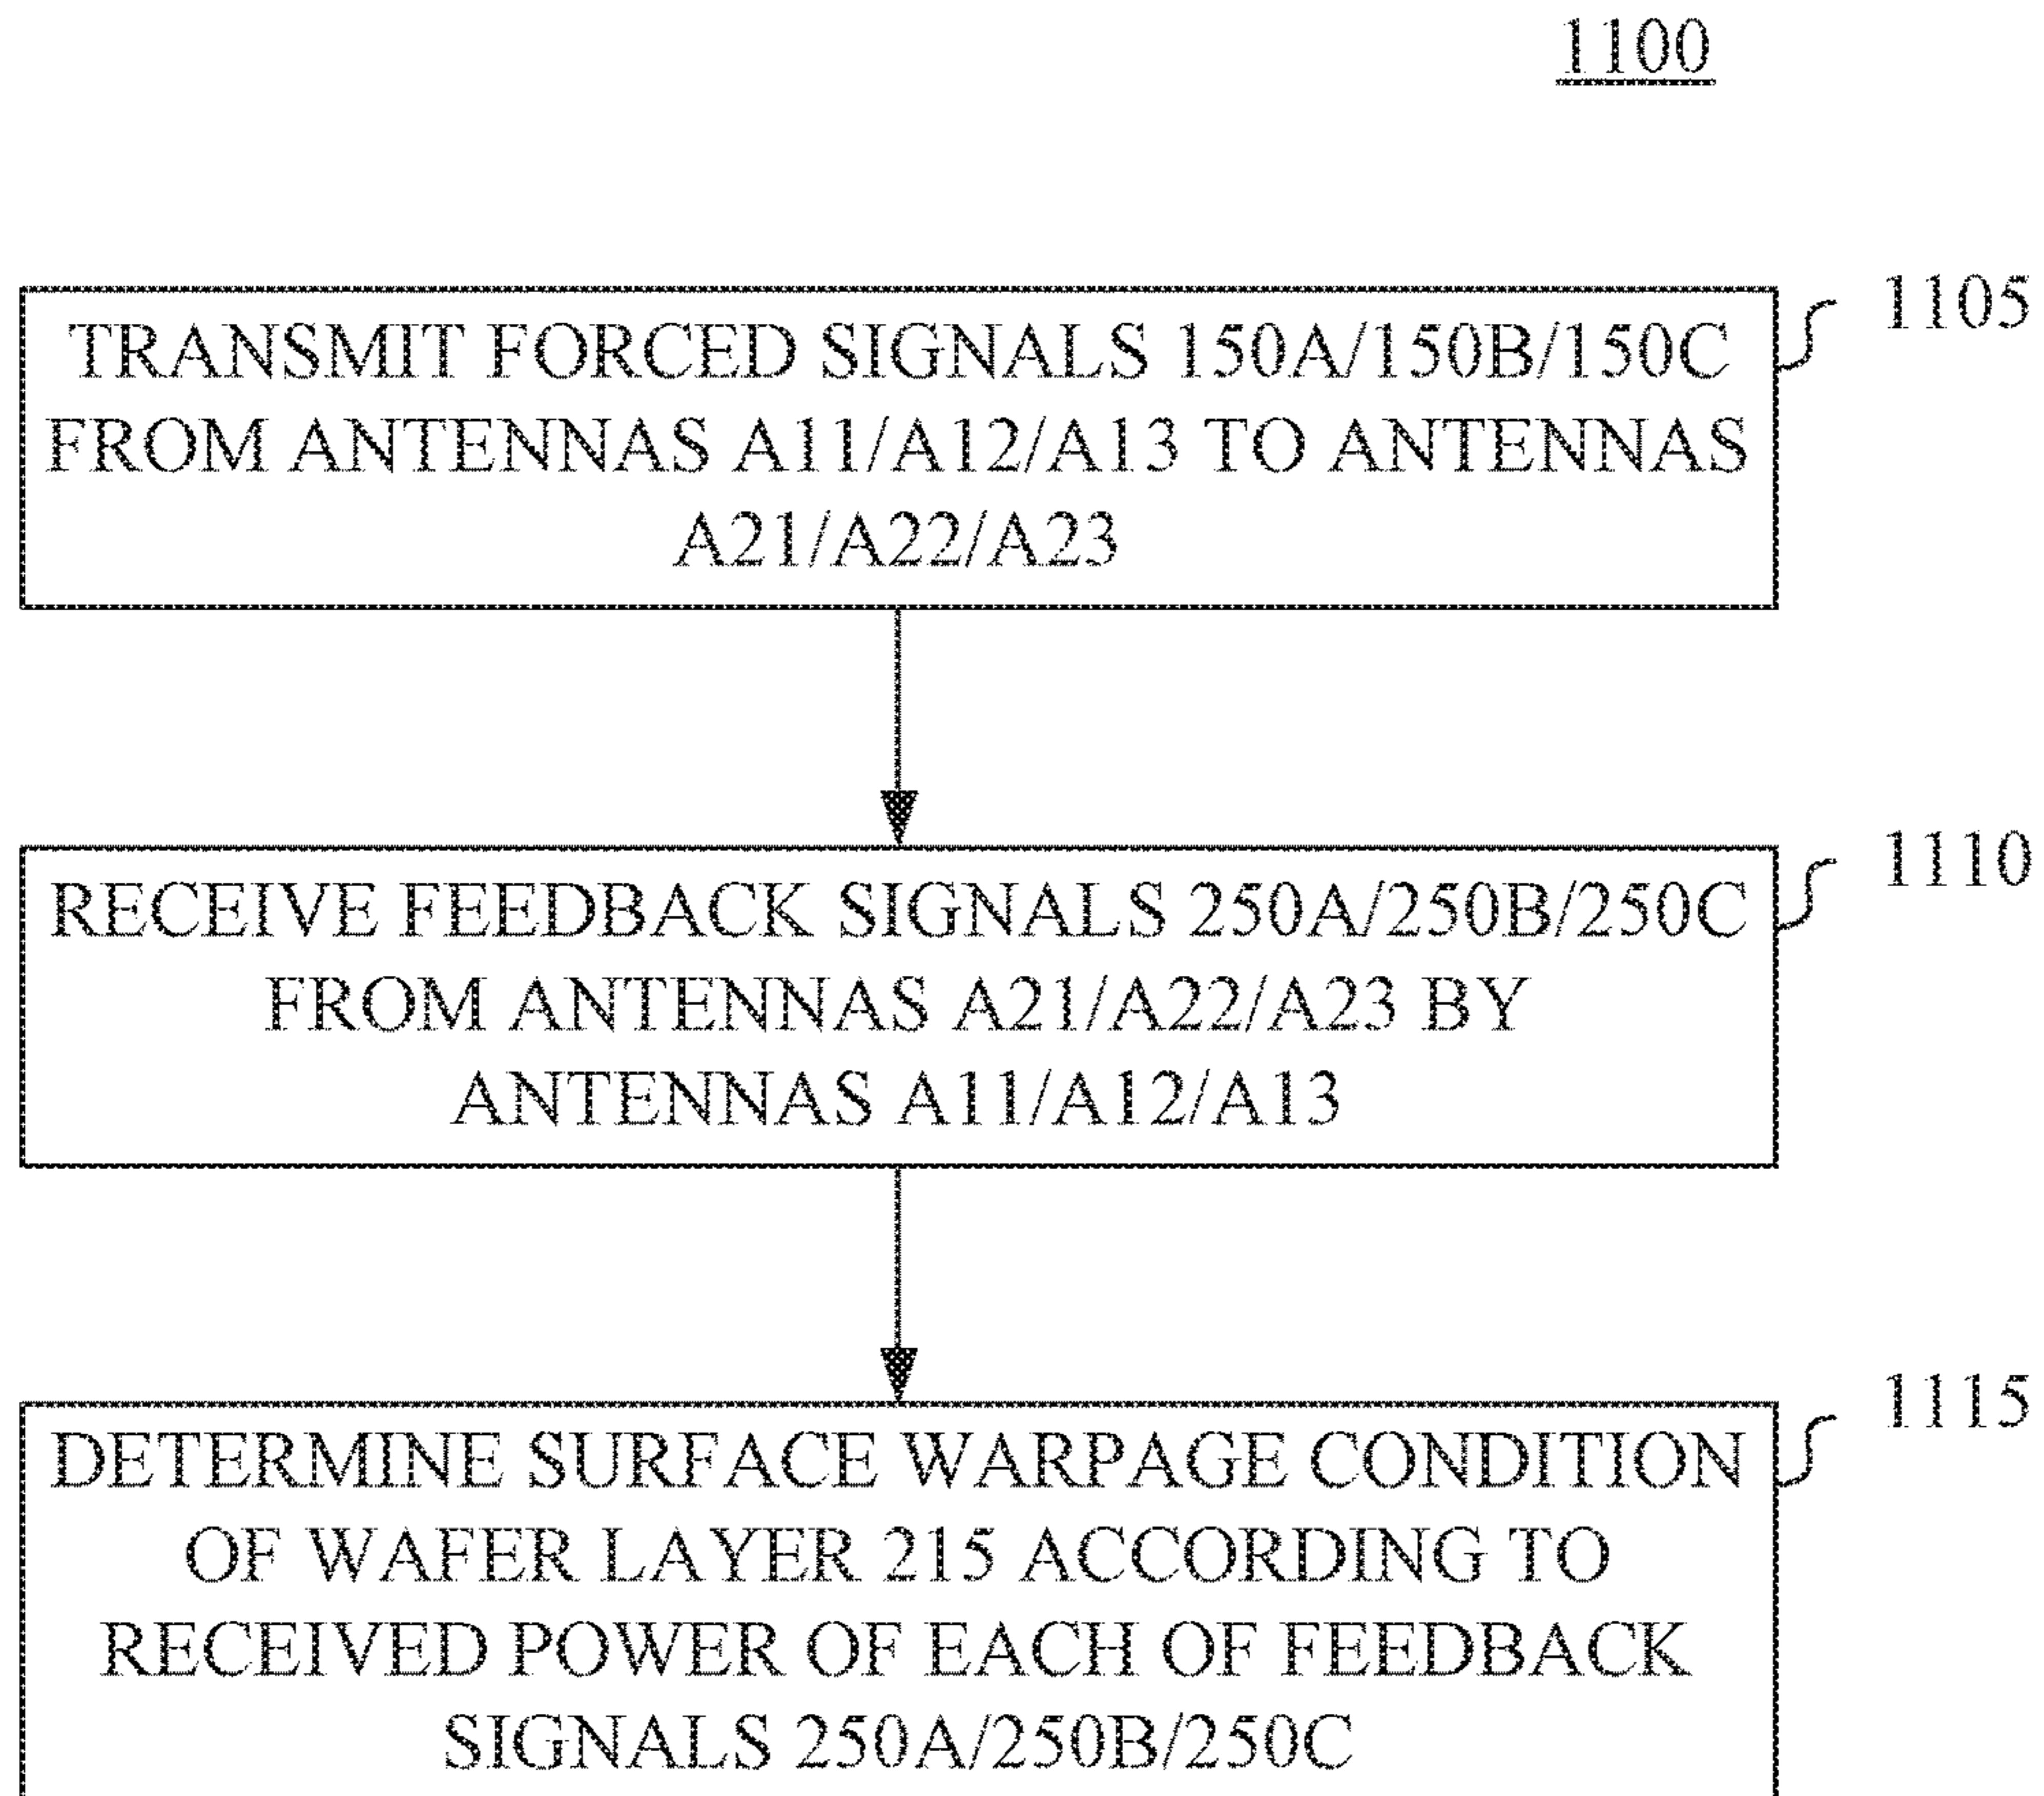 1100
1105
TRANSMIT FORCED SIGNALS 150A/150B/150C
FROM ANTENNAS A11/A12/A13 TO ANTENNAS
A21/A22/A23
1110
RECEIVE FEEDBACK SIGNALS 250A/250B/250C
FROM ANTENNAS A21/A22/A23 BY
ANTENNAS A11/A12/A13
1115
DETERMINE SURFACE WARPAGE CONDITION
OF WAFER LAYER 215 ACCORDING TO
RECEIVED POWER OF EACH OF FEEDBACK
SIGNALS 250A/250B/250C